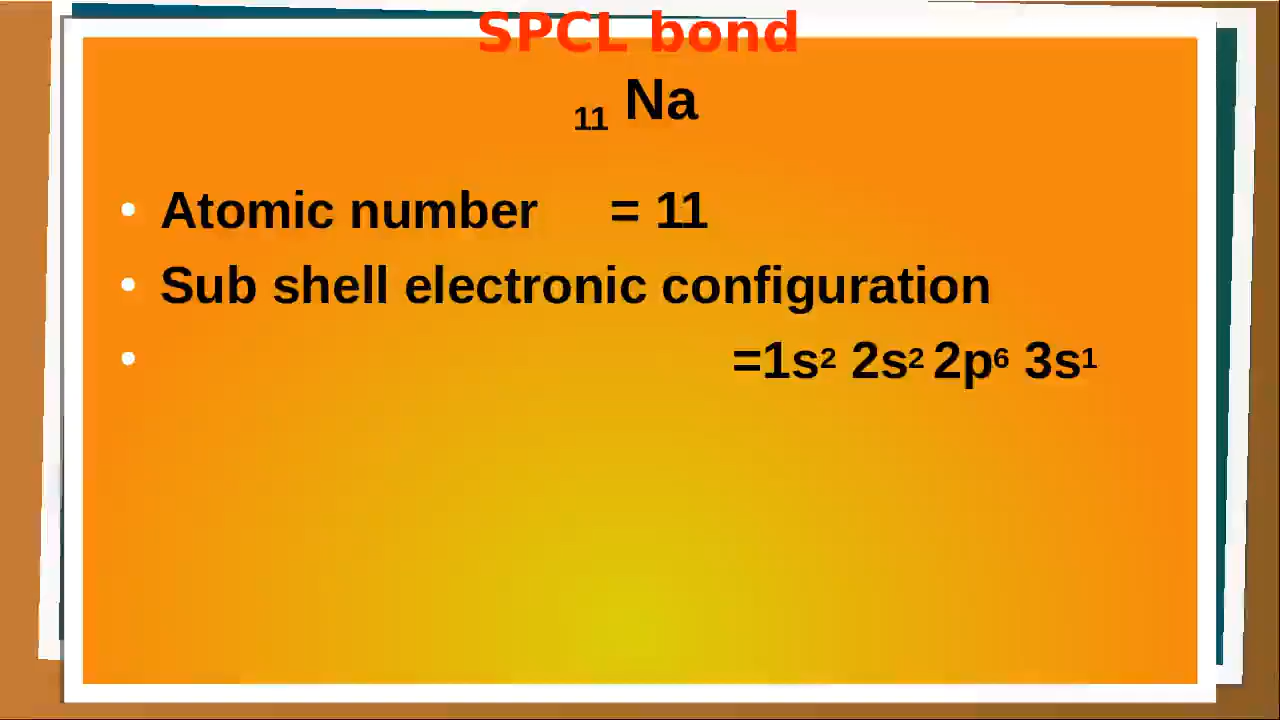 SPCL bond
₁₁ Na
• Atomic number = 11
• Sub shell electronic configuration
• =1s² 2s² 2p⁶ 3s¹